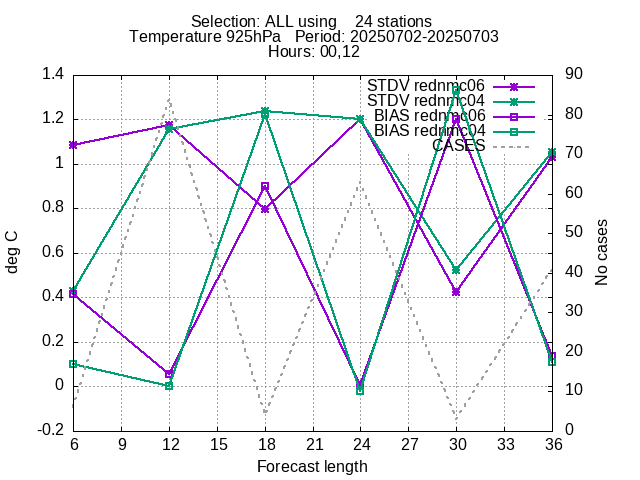 Selection: ALL using    24 stations
Temperature 925hPa   Period: 20250702-20250703
Hours: 00,12
STDV rednmc06
STDV rednmc04
BIAS rednmc06
BIAS rednmc04
CASES
1.4
1.2
1
0.8
0.6
0.4
0.2
0
-0.2
deg C
90
80
70
60
50
40
30
20
10
0
No cases
6 9 12 15 18 21 24 27 30 33 36
Forecast length